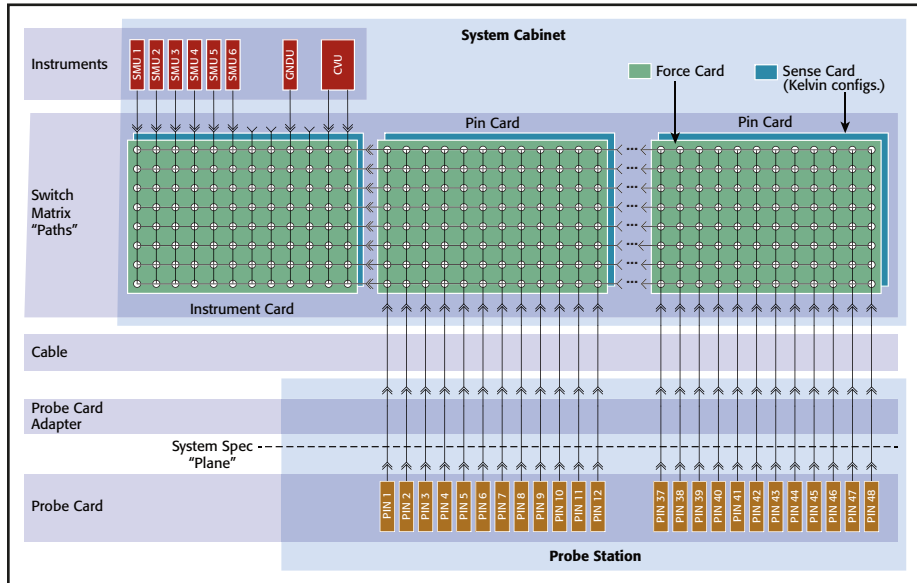 System Cabinet
Instruments
SMU 1
SMU 2
SMU 3
SMU 4
SMU 5
SMU 6
GNDU
CVU
Force Card
Sense Card
(Kelvin configs.)
Pin Card
Pin Card
Switch
Matrix
“Paths”
Instrument Card
Cable
Probe Card
Adapter
System Spec
“Plane”
Probe Card
PIN 1
PIN 2
PIN 3
PIN 4
PIN 5
PIN 6
PIN 7
PIN 8
PIN 9
PIN 10
PIN 11
PIN 12
PIN 37
PIN 38
PIN 39
PIN 40
PIN 41
PIN 42
PIN 43
PIN 44
PIN 45
PIN 46
PIN 47
PIN 48
Probe Station